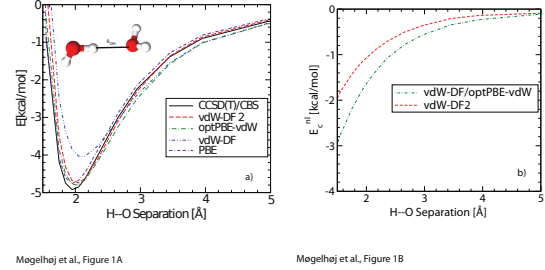 0
-1
-2
-3
-4
-5
E[kcal/mol]
CCSD(T)/CBS
vdW-DF 2
optPBE-vdW
vdW-DF
PBE
a)
2
3
4
5
H--O Separation [Å]
Møgelhøj et al., Figure 1A
0
-1
-2
-3
-4
E_c^nl [kcal/mol]
vdW-DF/optPBE-vdW
vdW-DF2
b)
2
3
4
5
H--O Separation [Å]
Møgelhøj et al., Figure 1B